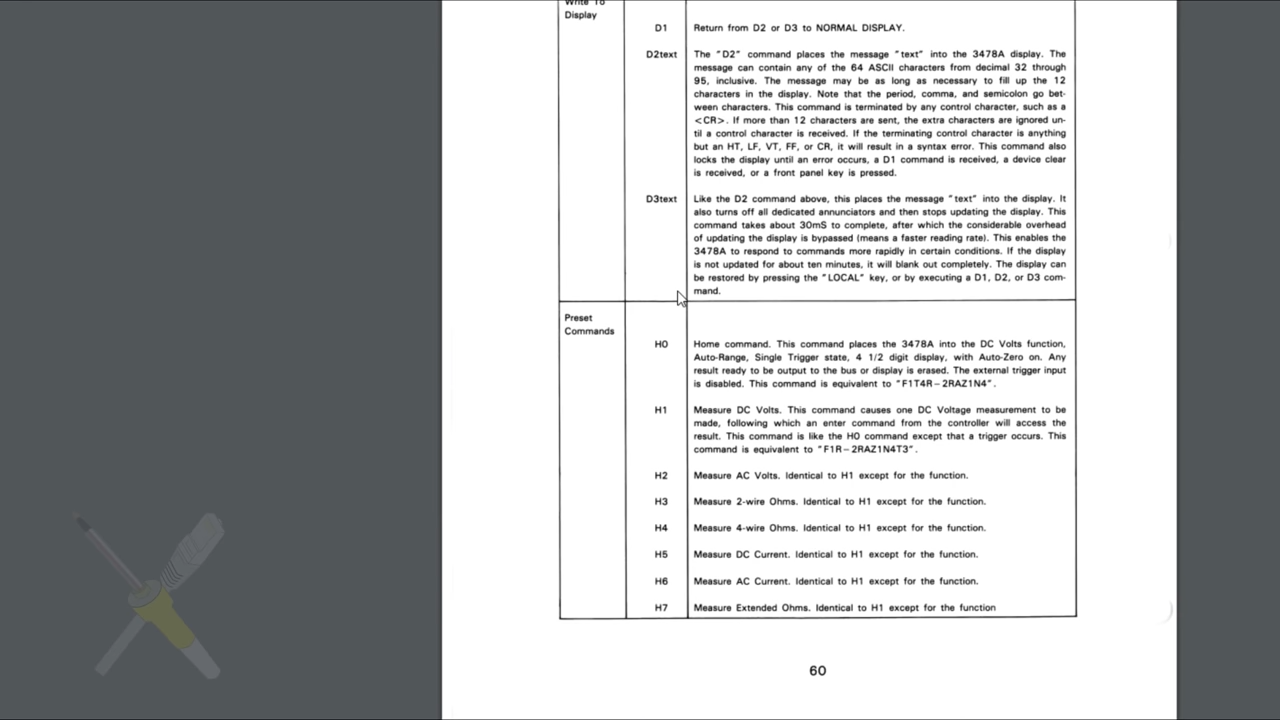 Write To
Display
D1 Return from D2 or D3 to NORMAL DISPLAY.
D2text The "D2" command places the message "text" into the 3478A display. The
message can contain any of the 64 ASCII characters from decimal 32 through
95, inclusive. The message may be as long as necessary to fill up the 12
characters in the display. Note that the period, comma, and semicolon go bet-
ween characters. This command is terminated by any control character, such as a
<CR>. If more than 12 characters are sent, the extra characters are ignored un-
til a control character is received. If the terminating control character is anything
but an HT, LF, VT, FF, or CR, it will result in a syntax error. This command also
locks the display until an error occurs, a D1 command is received, a device clear
is received, or a front panel key is pressed.
D3text Like the D2 command above, this places the message "text" into the display. It
also turns off all dedicated annunciators and then stops updating the display. This
command takes about 30mS to complete, after which the considerable overhead
of updating the display is bypassed (means a faster reading rate). This enables the
3478A to respond to commands more rapidly in certain conditions. If the display
is not updated for about ten minutes, it will blank out completely. The display can
be restored by pressing the "LOCAL" key, or by executing a D1, D2, or D3 com-
mand.
Preset
Commands
H0 Home command. This command places the 3478A into the DC Volts function,
Auto-Range, Single Trigger state, 4 1/2 digit display, with Auto-Zero on. Any
result ready to be output to the bus or display is erased. The external trigger input
is disabled. This command is equivalent to "F1T4R–2RAZ1N4".
H1 Measure DC Volts. This command causes one DC Voltage measurement to be
made, following which an enter command from the controller will access the
result. This command is like the H0 command except that a trigger occurs. This
command is equivalent to "F1R–2RAZ1N4T3".
H2 Measure AC Volts. Identical to H1 except for the function.
H3 Measure 2-wire Ohms. Identical to H1 except for the function.
H4 Measure 4-wire Ohms. Identical to H1 except for the function.
H5 Measure DC Current. Identical to H1 except for the function.
H6 Measure AC Current. Identical to H1 except for the function.
H7 Measure Extended Ohms. Identical to H1 except for the function
60